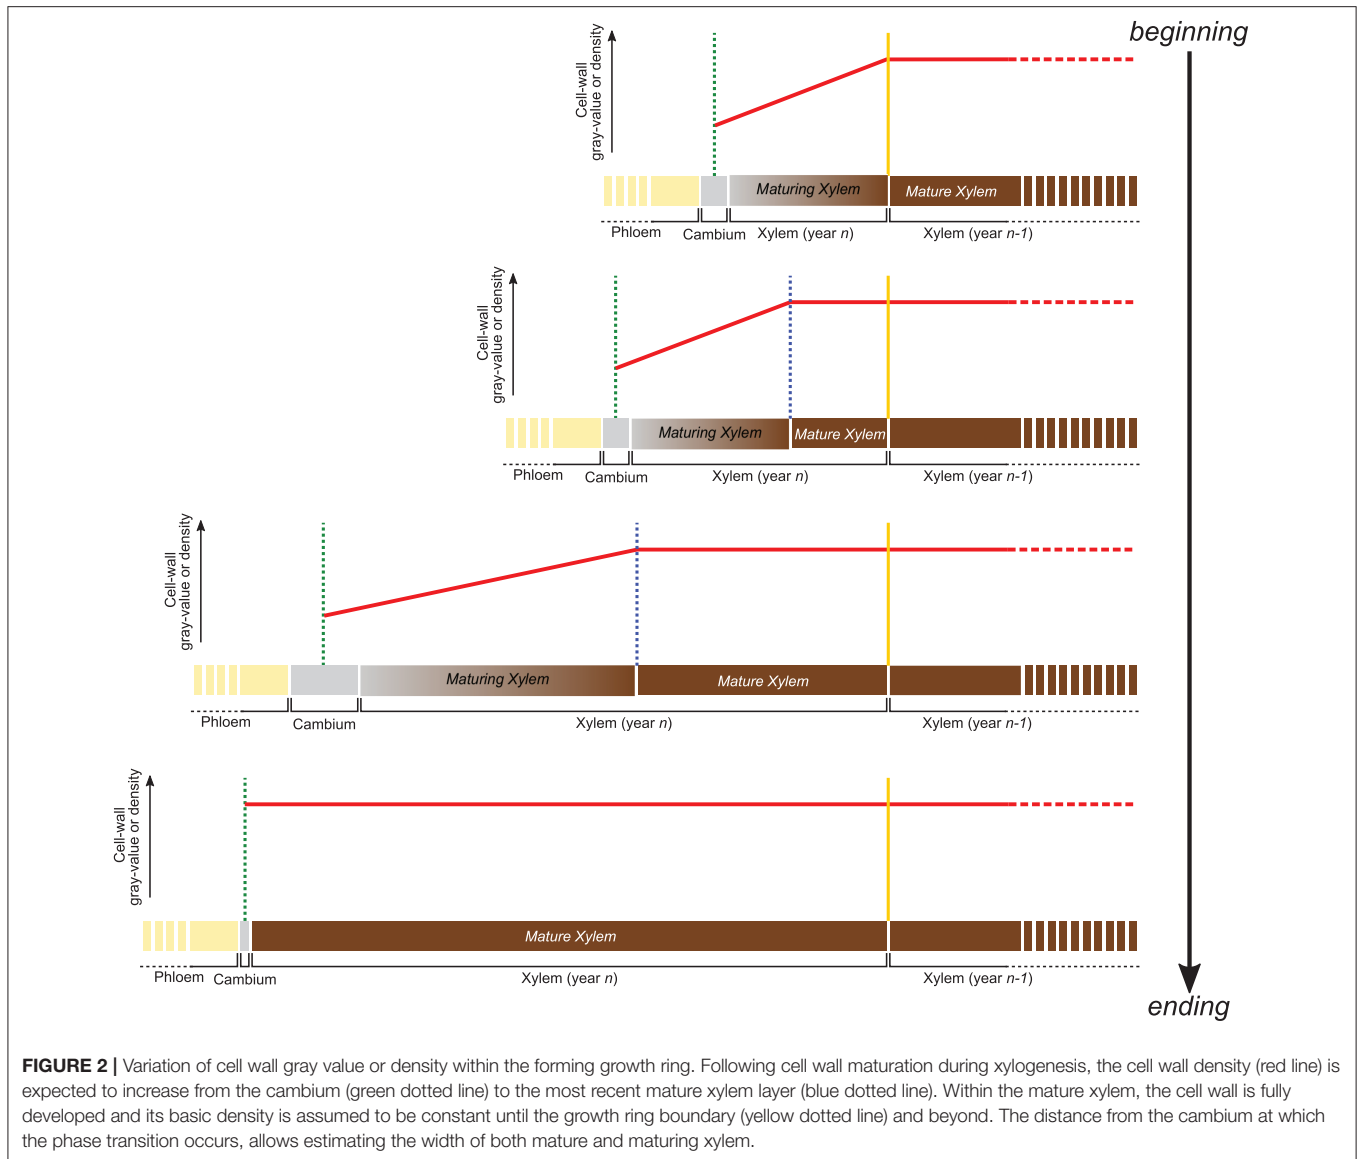 beginning
Cell-wall
gray-value or density
Maturing Xylem
Mature Xylem
Phloem
Cambium
Xylem (year n)
Xylem (year n-1)
Cell-wall
gray-value or density
Maturing Xylem
Mature Xylem
Phloem
Cambium
Xylem (year n)
Xylem (year n-1)
Cell-wall
gray-value or density
Maturing Xylem
Mature Xylem
Phloem
Cambium
Xylem (year n)
Xylem (year n-1)
Cell-wall
gray-value or density
Mature Xylem
Phloem
Cambium
Xylem (year n)
Xylem (year n-1)
ending
FIGURE 2 | Variation of cell wall gray value or density within the forming growth ring. Following cell wall maturation during xylogenesis, the cell wall density (red line) is
expected to increase from the cambium (green dotted line) to the most recent mature xylem layer (blue dotted line). Within the mature xylem, the cell wall is fully
developed and its basic density is assumed to be constant until the growth ring boundary (yellow dotted line) and beyond. The distance from the cambium at which
the phase transition occurs, allows estimating the width of both mature and maturing xylem.